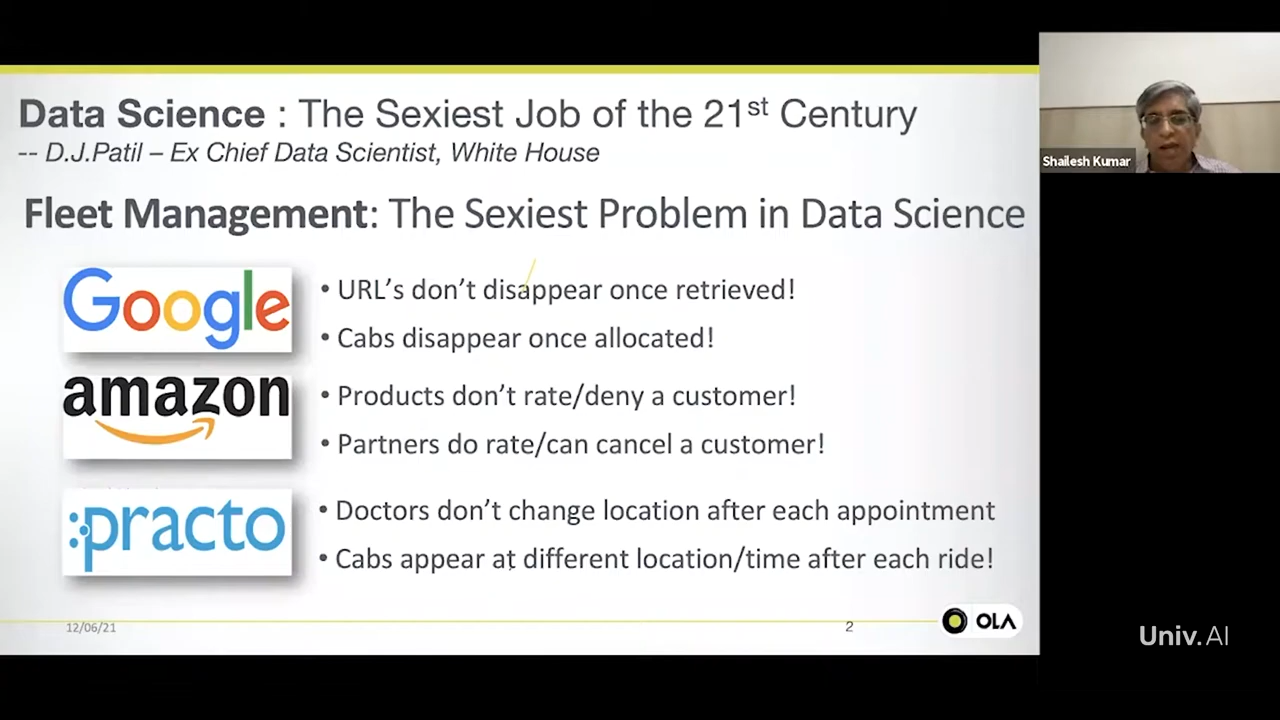 Data Science : The Sexiest Job of the 21st Century
-- D.J.Patil – Ex Chief Data Scientist, White House
Fleet Management: The Sexiest Problem in Data Science
Google
• URL's don't disappear once retrieved!
• Cabs disappear once allocated!
amazon
• Products don't rate/deny a customer!
• Partners do rate/can cancel a customer!
practo
• Doctors don't change location after each appointment
• Cabs appear at different location/time after each ride!
12/06/21
2
OLA
Shailesh Kumar
Univ.AI